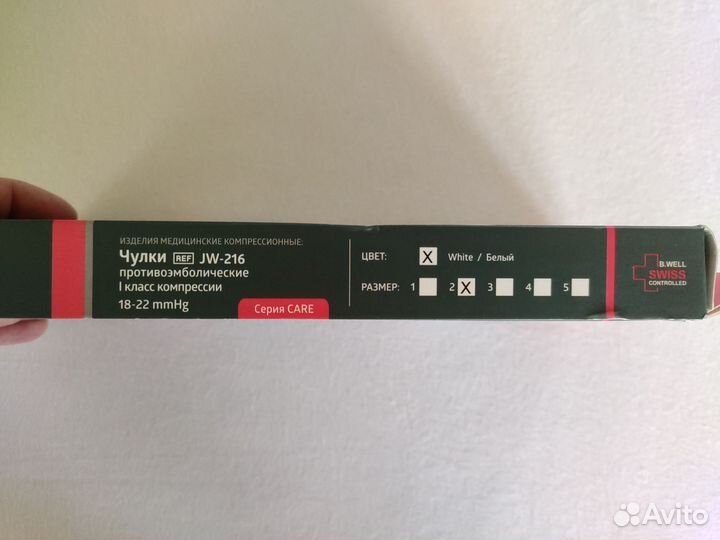 ИЗДЕЛИЯ МЕДИЦИНСКИЕ КОМПРЕССИОННЫЕ:
Чулки REF JW-216
противоэмболические
I класс компрессии
18-22 mmHg
Серия CARE
ЦВЕТ: X White / Белый
РАЗМЕР: 1 2 X 3 4 5
B.WELL
SWISS
CONTROLLED
Avito